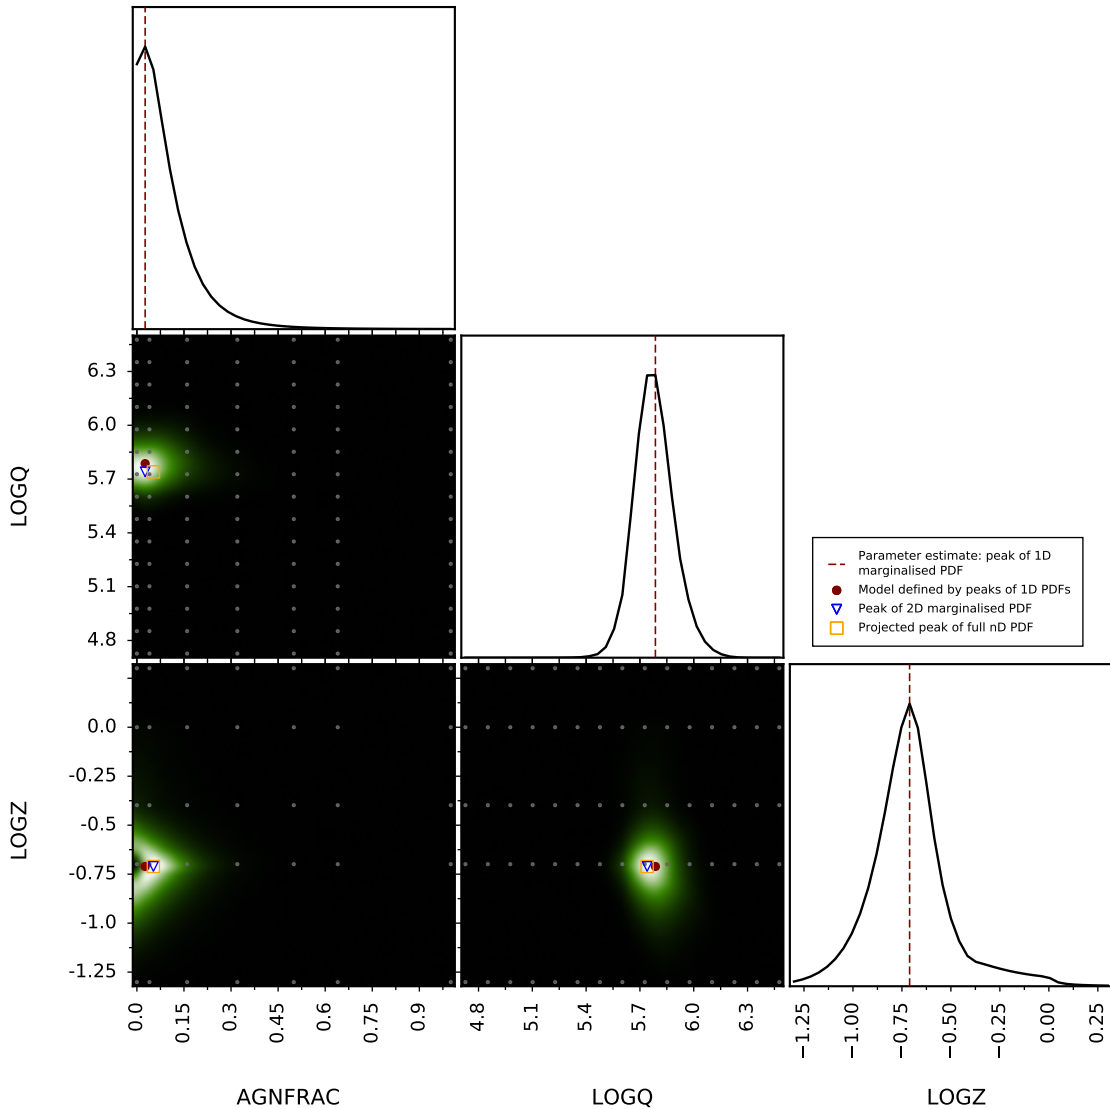 6.3
6.0
5.7
5.4
5.1
4.8
LOGQ
Parameter estimate: peak of 1D
marginalised PDF
Model defined by peaks of 1D PDFs
Peak of 2D marginalised PDF
Projected peak of full nD PDF
0.0
-0.25
-0.5
-0.75
-1.0
-1.25
LOGZ
0.0 0.15 0.3 0.45 0.6 0.75 0.9
4.8 5.1 5.4 5.7 6.0 6.3
−1.25 −1.00 −0.75 −0.50 −0.25 0.00 0.25
AGNFRAC LOGQ LOGZ